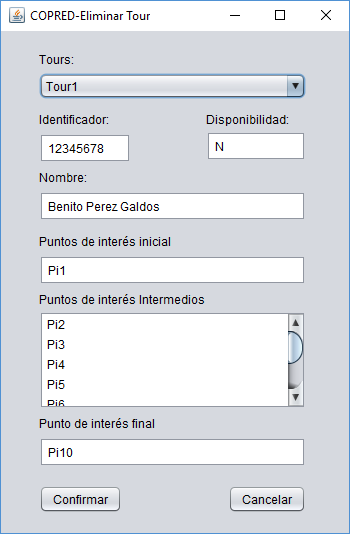 COPRED-Eliminar Tour
Tours:
Tour1
Identificador: Disponibilidad:
12345678 N
Nombre:
Benito Perez Galdos
Puntos de interés inicial
Pi1
Puntos de interés Intermedios
Pi2
Pi3
Pi4
Pi5
Pi6
Punto de interés final
Pi10
Confirmar Cancelar